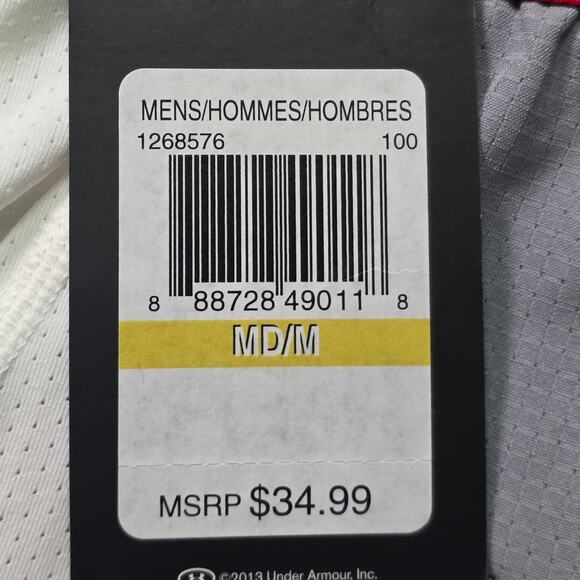 MENS/HOMMES/HOMBRES
1268576 100
8 88728 49011 8
MD/M
MSRP $34.99
©2013 Under Armour, Inc.